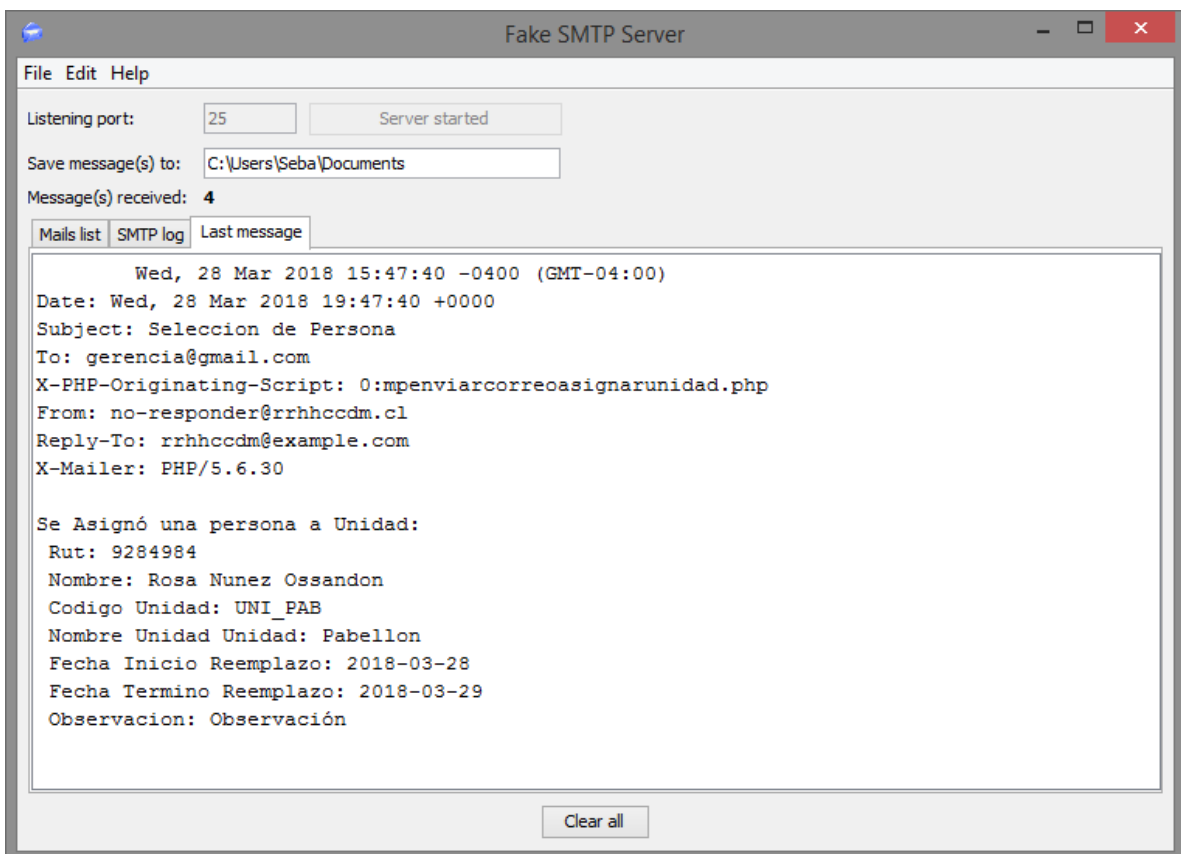 Fake SMTP Server
File Edit Help
Listening port: 25 Server started
Save message(s) to: C:\Users\Seba\Documents
Message(s) received: 4
Mails list SMTP log Last message
Wed, 28 Mar 2018 15:47:40 -0400 (GMT-04:00)
Date: Wed, 28 Mar 2018 19:47:40 +0000
Subject: Seleccion de Persona
To: gerencia@gmail.com
X-PHP-Originating-Script: 0:mpenviarcorreoasignarunidad.php
From: no-responder@rrhhccdm.cl
Reply-To: rrhhccdm@example.com
X-Mailer: PHP/5.6.30
Se Asignó una persona a Unidad:
Rut: 9284984
Nombre: Rosa Nunez Ossandon
Codigo Unidad: UNI_PAB
Nombre Unidad Unidad: Pabellon
Fecha Inicio Reemplazo: 2018-03-28
Fecha Termino Reemplazo: 2018-03-29
Observacion: Observación
Clear all